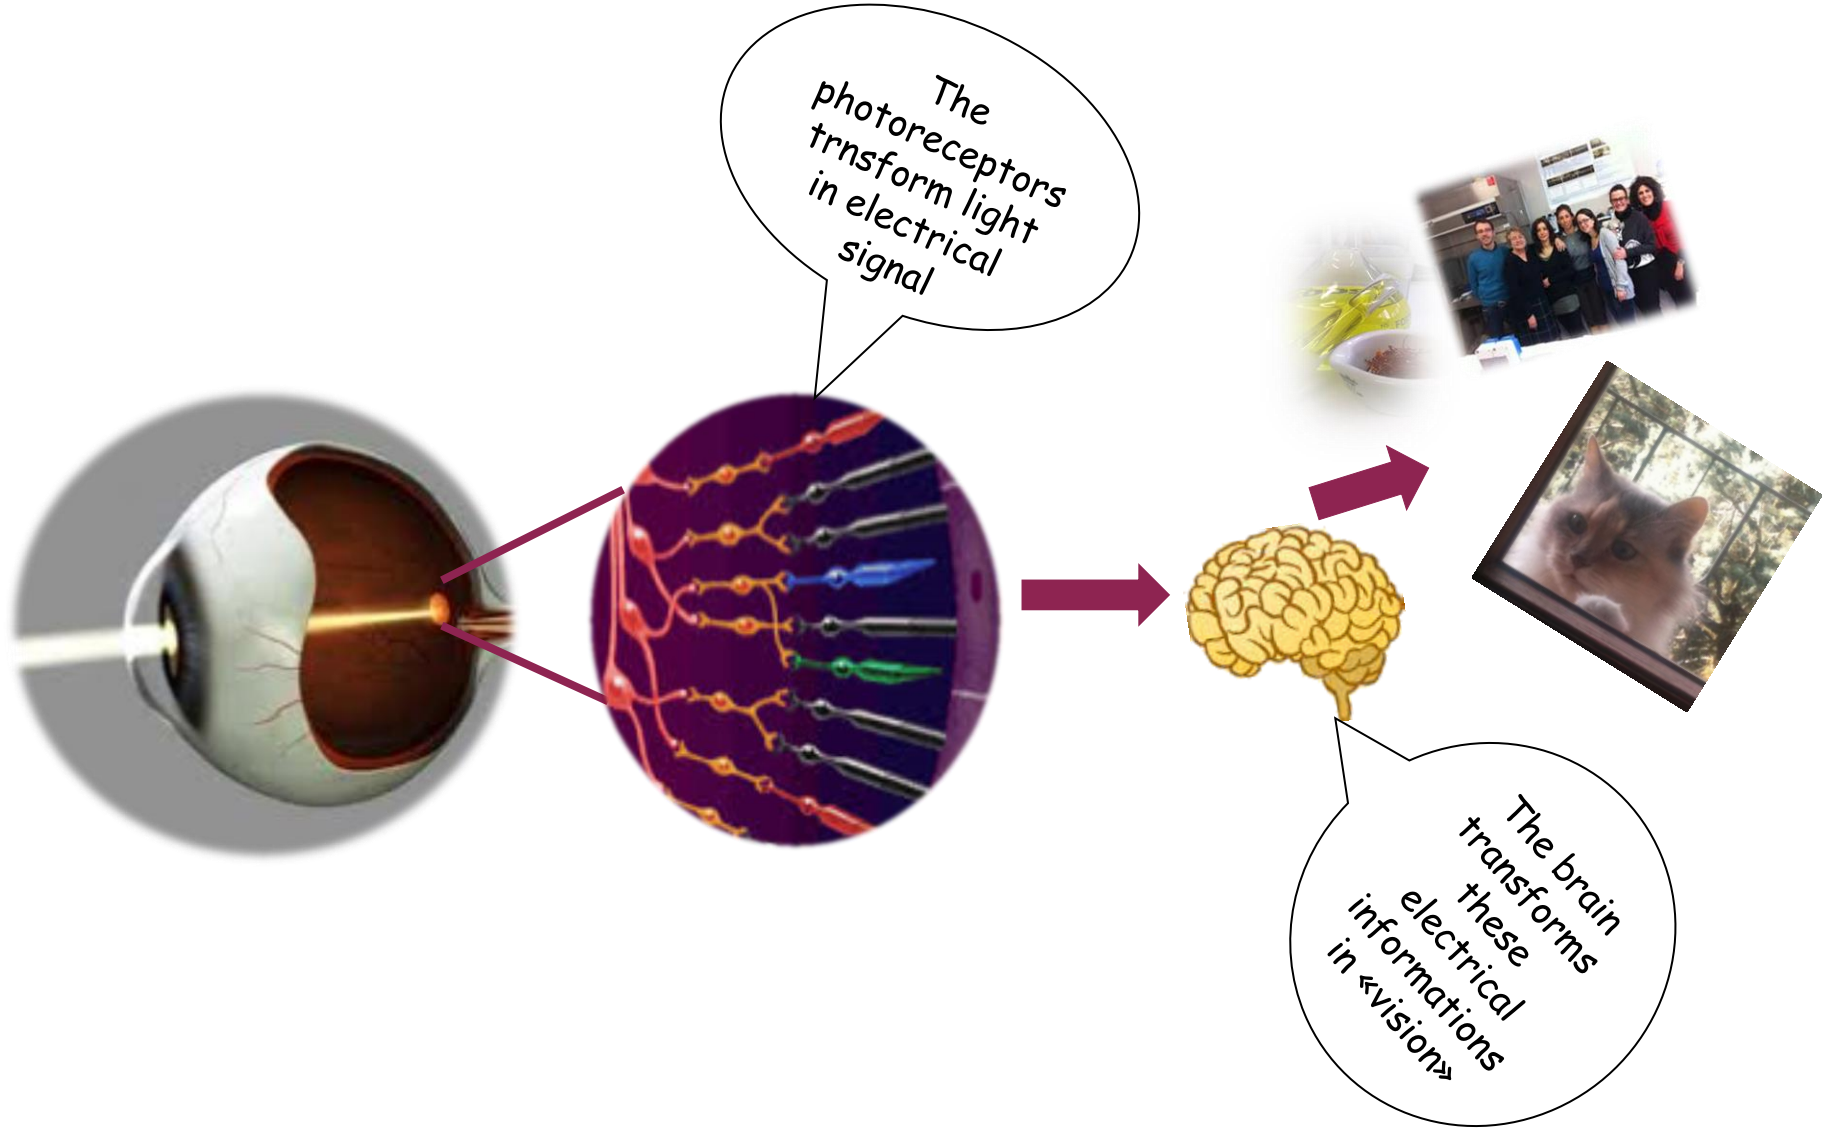 The
photoreceptors
trnsform light
in electrical
signal
The brain
transforms
these
electrical
informations
in «vision»